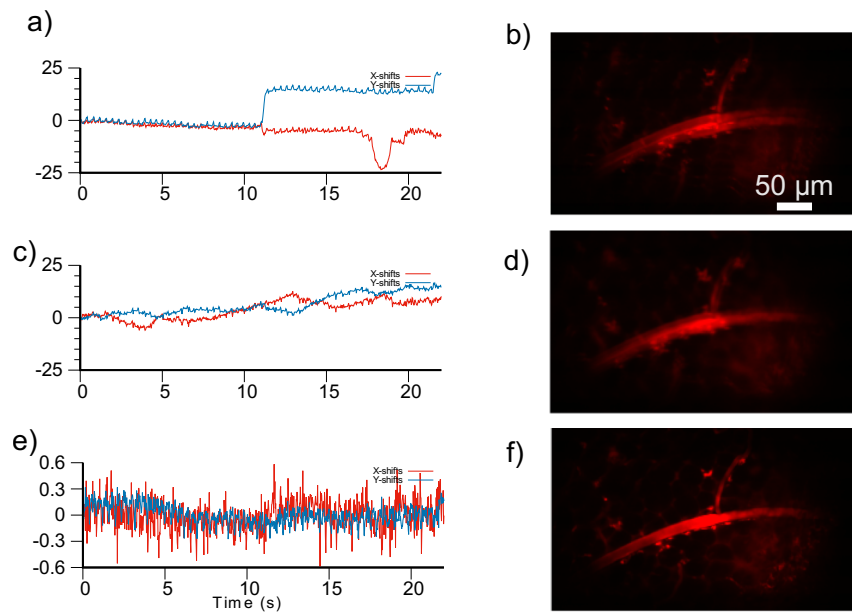 a)
25
0
-25
X-shifts
Y-shifts
0 5 10 15 20
b)
50 µm
c)
25
0
-25
X-shifts
Y-shifts
0 5 10 15 20
d)
e)
0.6
0.3
0
-0.3
-0.6
X-shifts
Y-shifts
0 5 10 15 20
Time (s)
f)